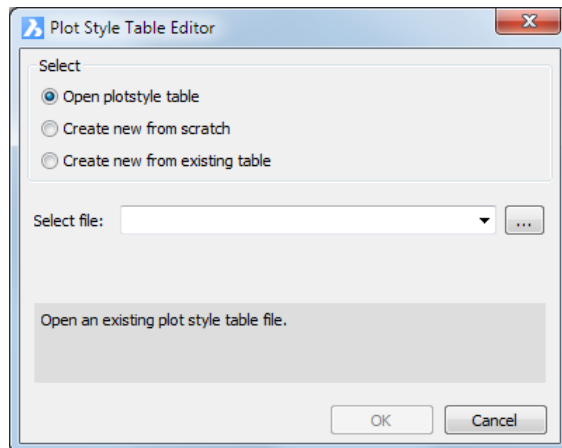 Plot Style Table Editor
Select
Open plotstyle table
Create new from scratch
Create new from existing table
Select file:
...
Open an existing plot style table file.
OK Cancel